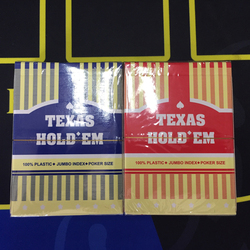 TEXAS
HOLD'EM
100% PLASTIC ♦ JUMBO INDEX ♦ POKER SIZE
TEXAS
HOLD'EM
100% PLASTIC ♦ JUMBO INDEX ♦ POKER SIZE